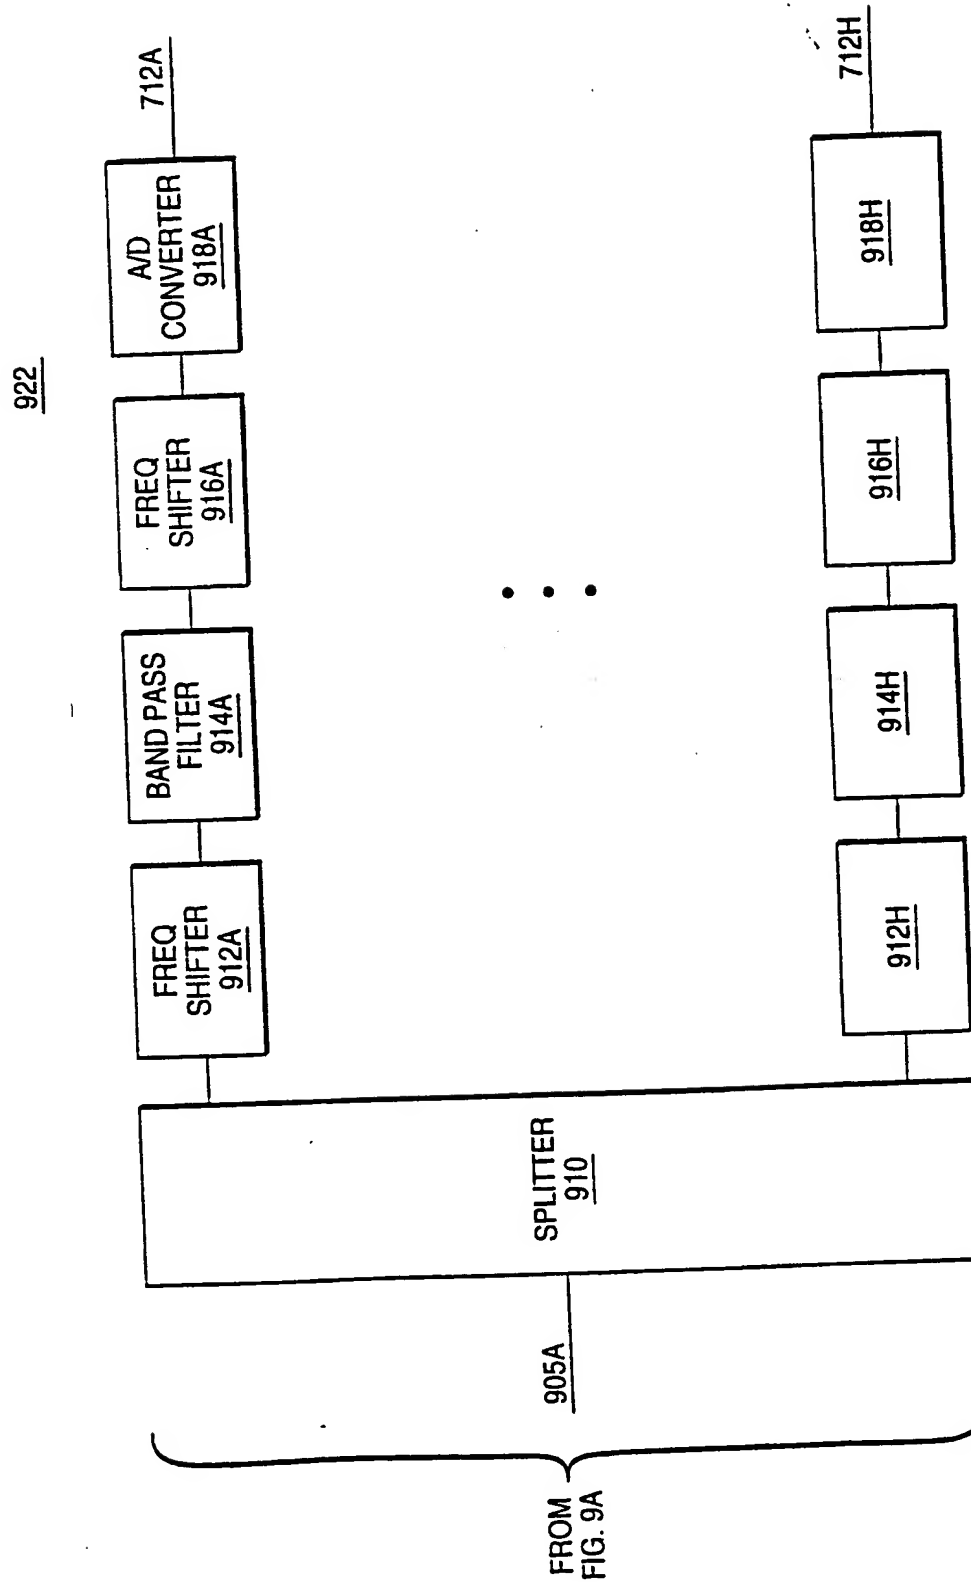 922
FROM
FIG. 9A
905A
SPLITTER
910
FREQ
SHIFTER
912A
BAND PASS
FILTER
914A
FREQ
SHIFTER
916A
A/D
CONVERTER
918A
712A
912H
914H
916H
918H
712H